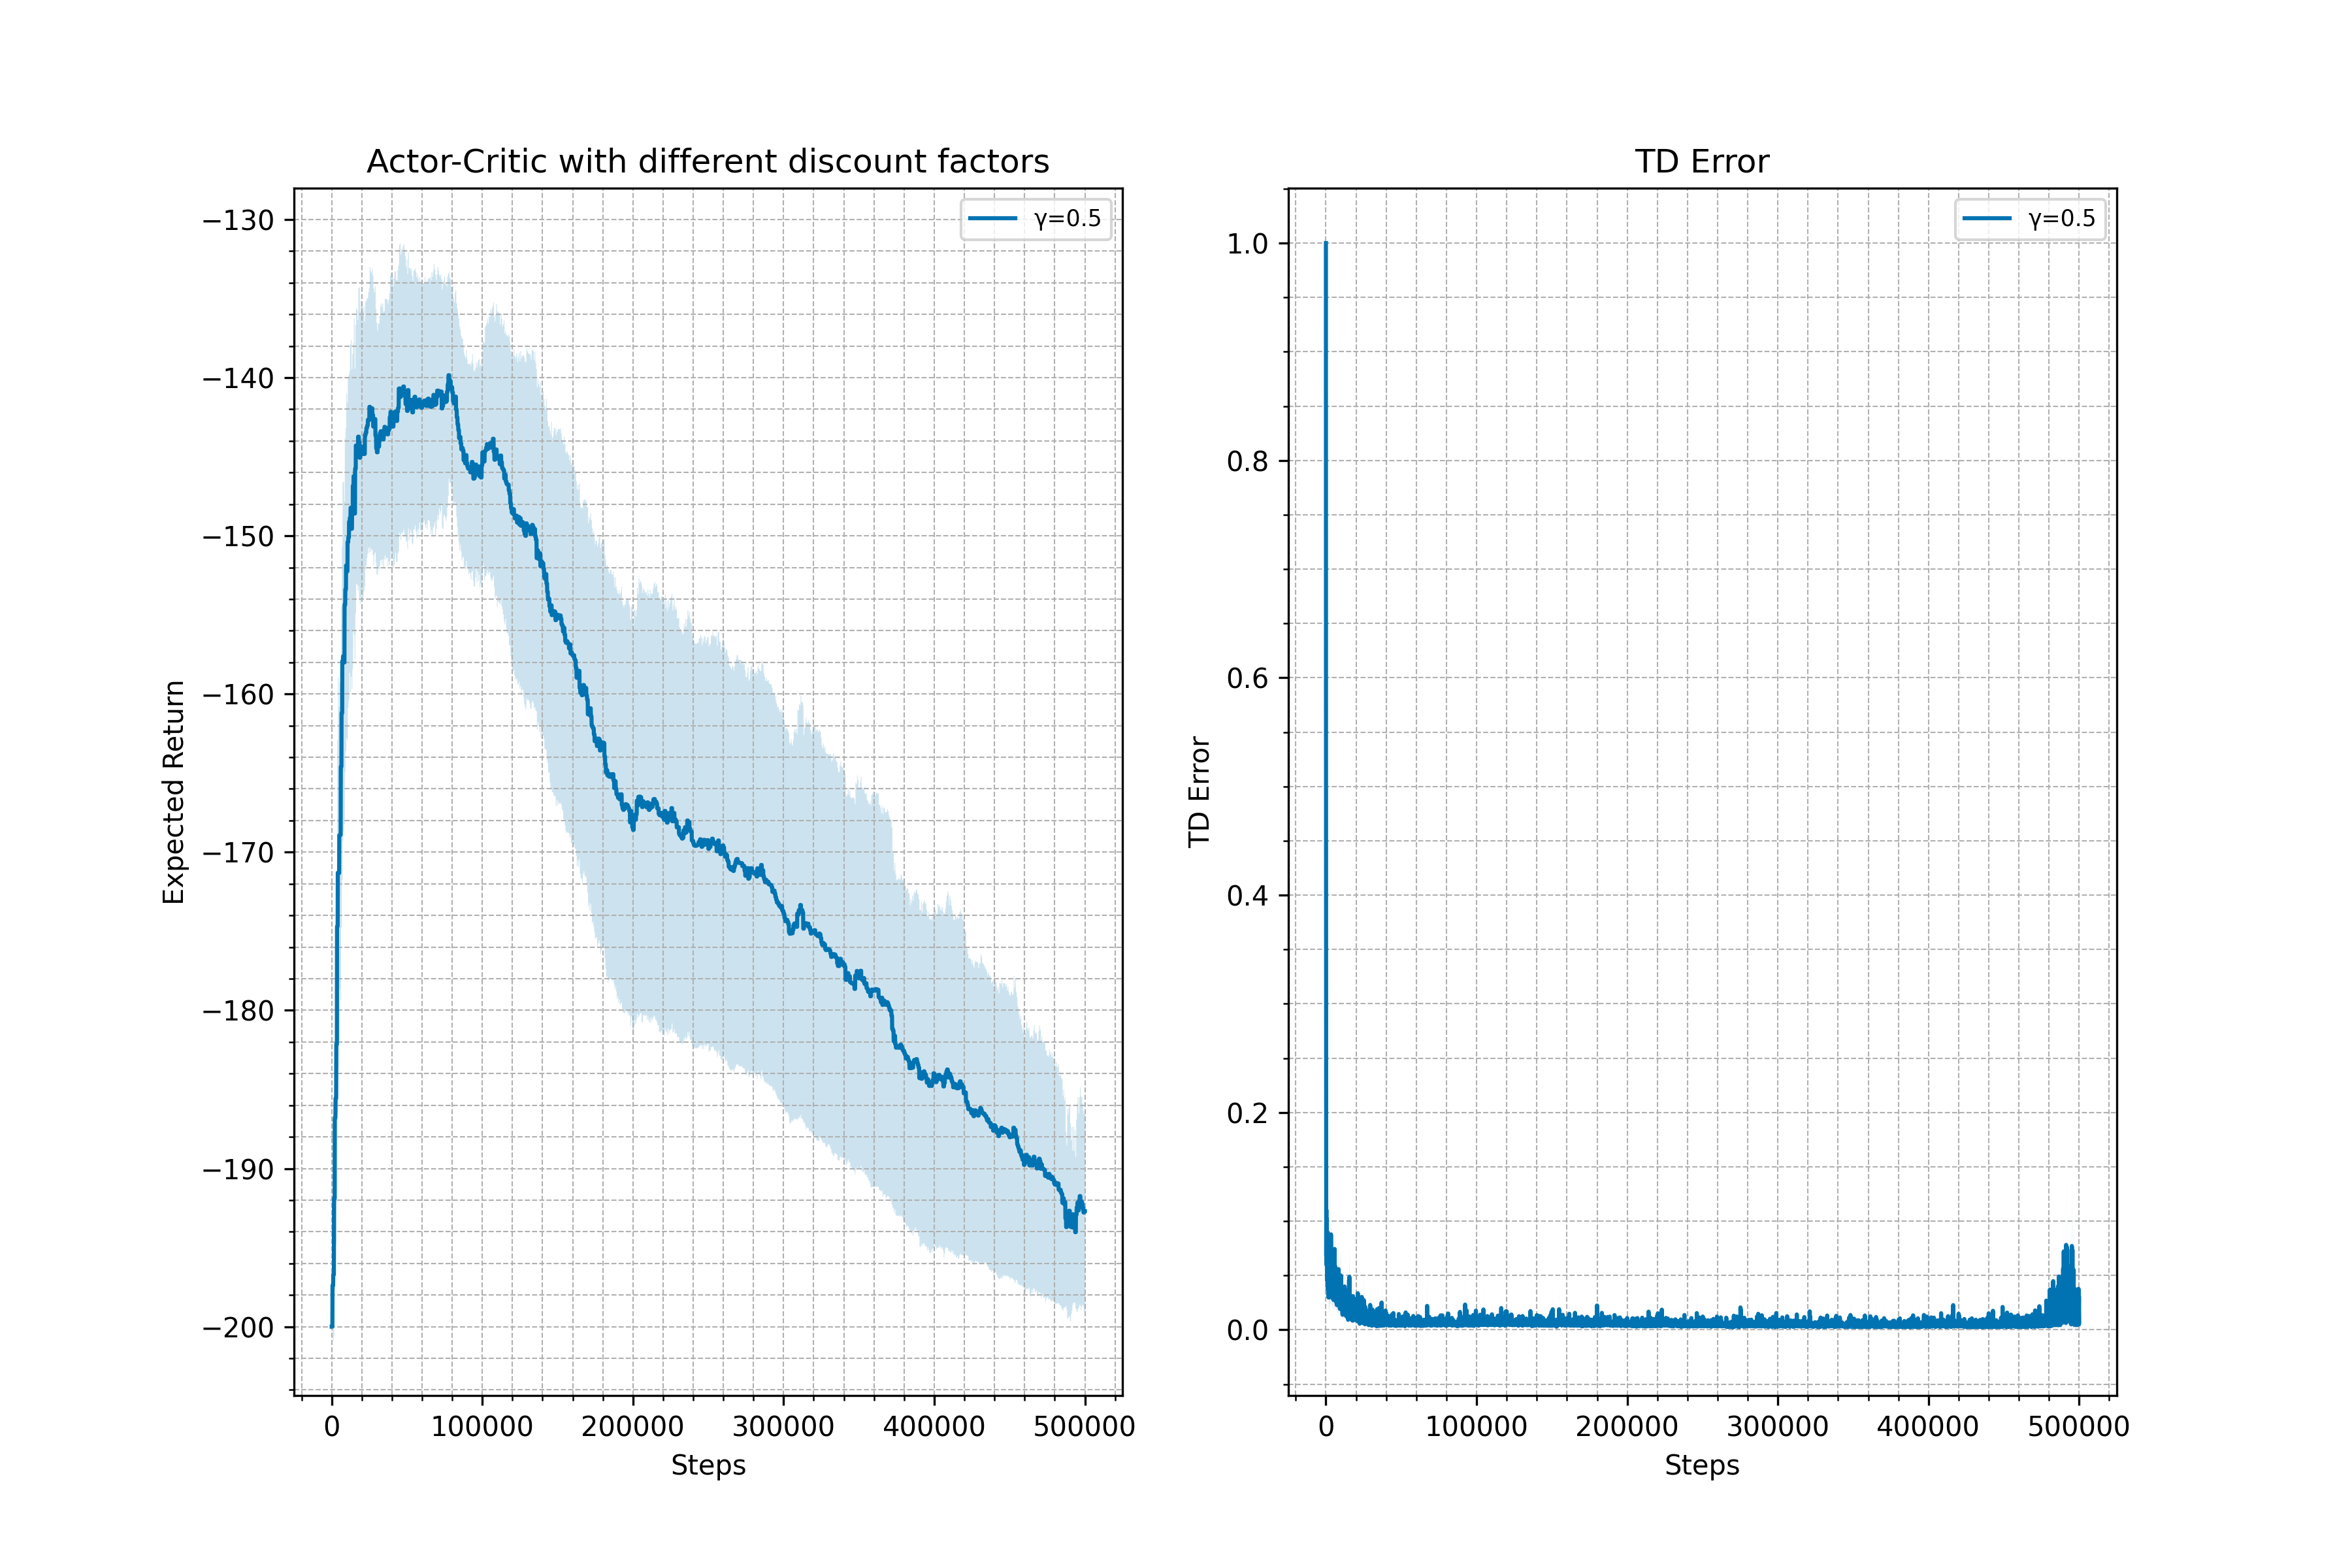 Actor-Critic with different discount factors
γ=0.5
Expected Return
−130
−140
−150
−160
−170
−180
−190
−200
0 100000 200000 300000 400000 500000
Steps
TD Error
γ=0.5
TD Error
1.0
0.8
0.6
0.4
0.2
0.0
0 100000 200000 300000 400000 500000
Steps